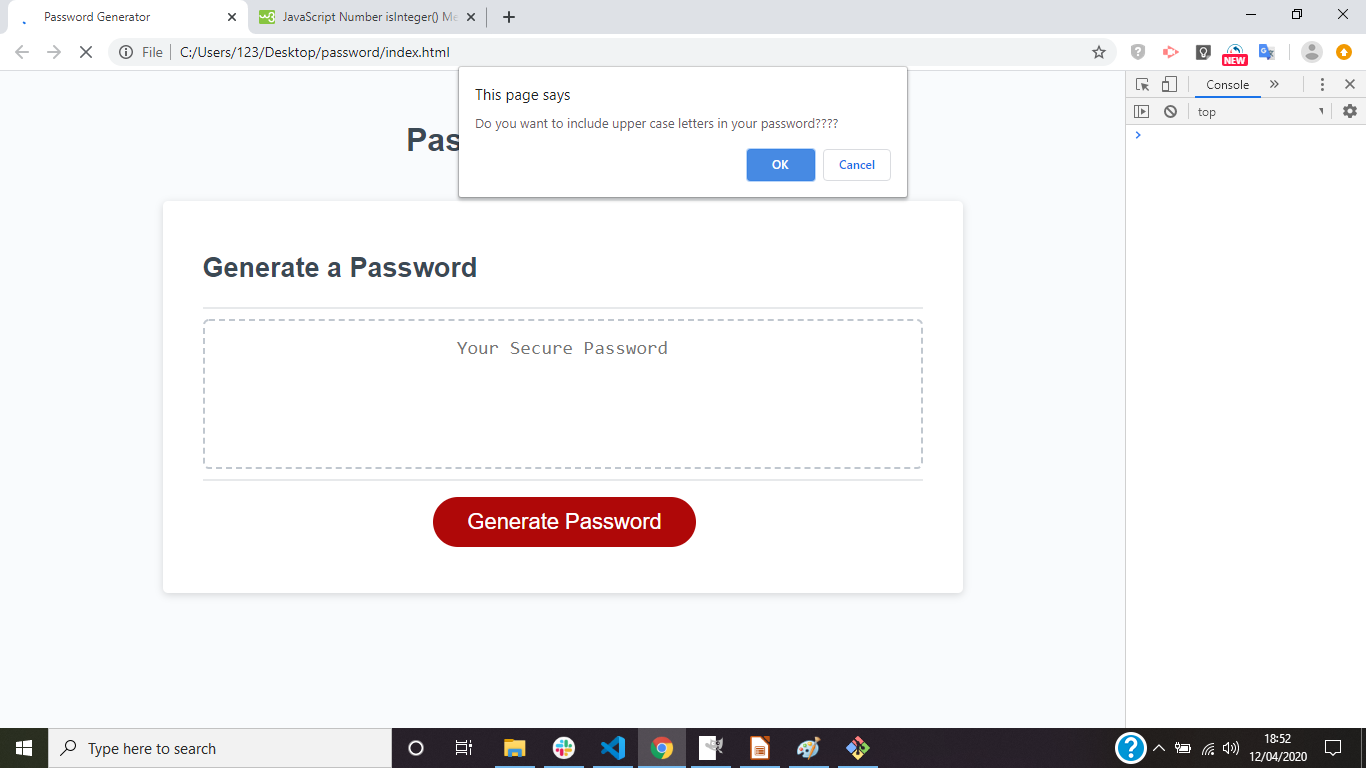 Password Generator
JavaScript Number isInteger() Me
File
C:/Users/123/Desktop/password/index.html
NEW
This page says
Do you want to include upper case letters in your password????
OK
Cancel
Pas
Generate a Password
Your Secure Password
Generate Password
Console
top
Type here to search
18:52
12/04/2020